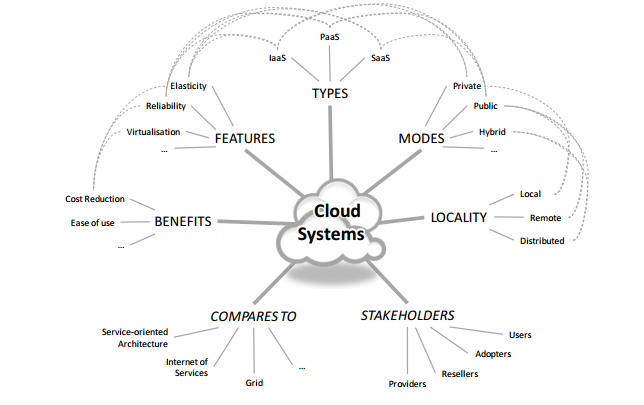 PaaS
IaaS
SaaS
TYPES
Elasticity
Reliability
Virtualisation
...
FEATURES
Private
Public
Hybrid
...
MODES
Cost Reduction
Ease of use
...
BENEFITS
Cloud
Systems
LOCALITY
Local
Remote
Distributed
COMPARES TO
Service-oriented
Architecture
Internet of
Services
Grid
...
STAKEHOLDERS
Users
Adopters
Resellers
Providers